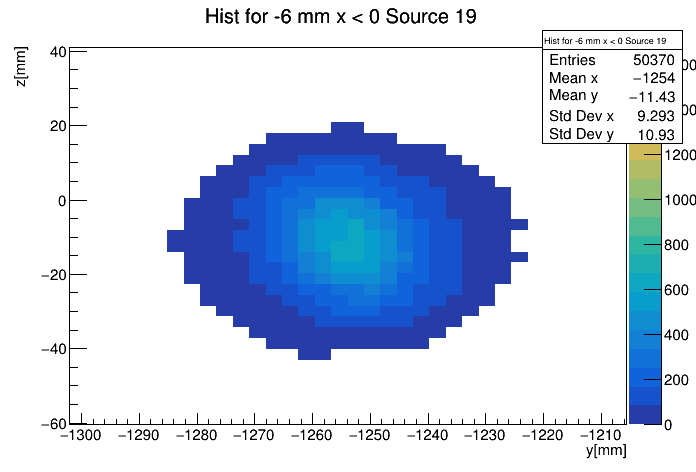 Hist for -6 mm x < 0 Source 19
Hist for -6 mm x < 0 Source 19
Entries 50370
Mean x −1254
Mean y −11.43
Std Dev x 9.293
Std Dev y 10.93
z[mm]
40
20
0
−20
−40
−60
−1300 −1290 −1280 −1270 −1260 −1250 −1240 −1230 −1220 −1210
y[mm]
1200
1000
800
600
400
200
0